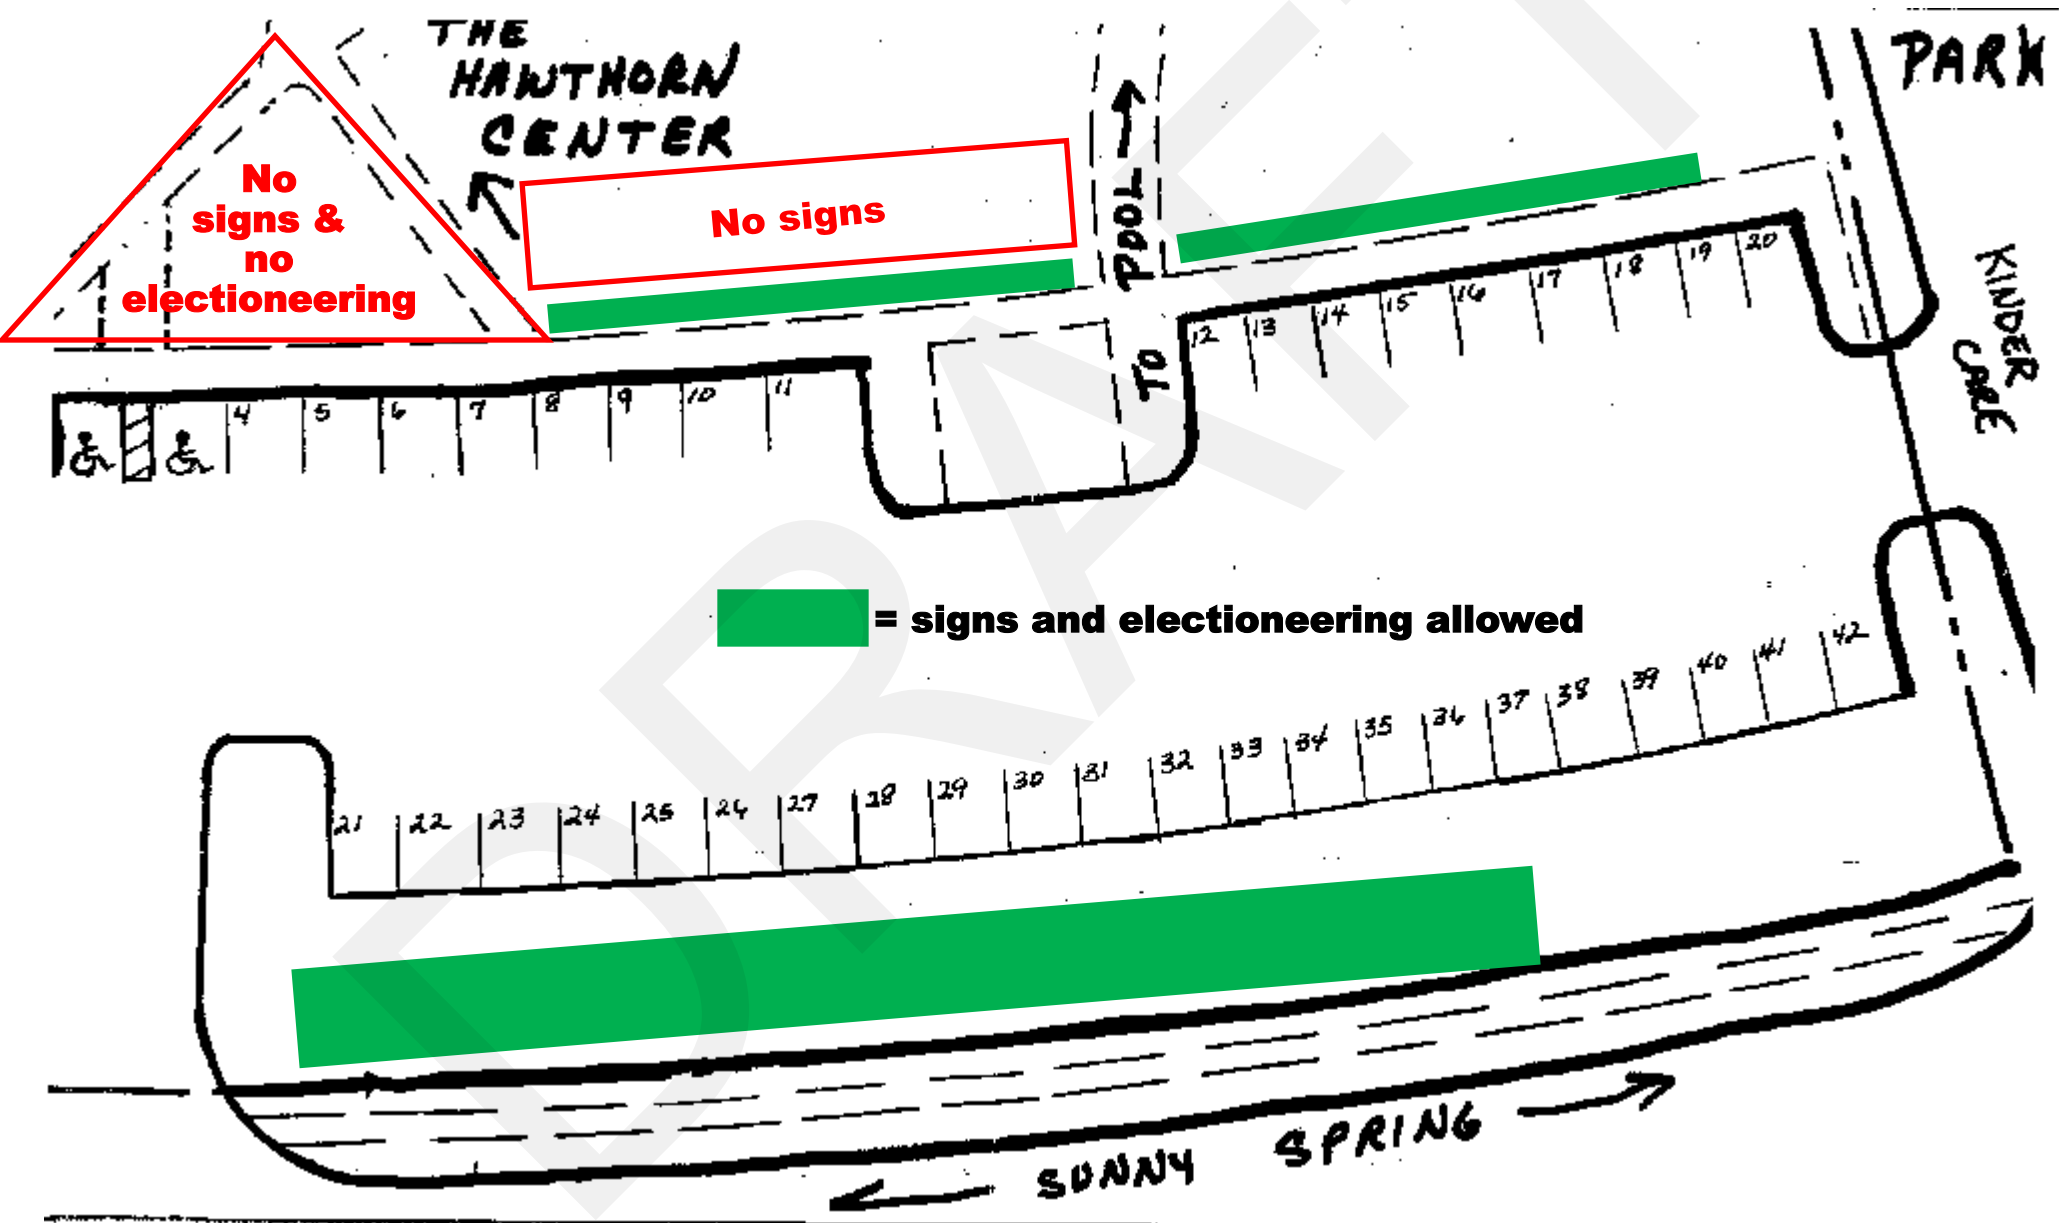 THE
HAWTHORN
CENTER
PARK
No
signs &
no
electioneering
No signs
TO POOL
KINDER
CARE
4 5 6 7 8 9 10 11
12 13 14 15 16 17 18 19 20
= signs and electioneering allowed
21 22 23 24 25 26 27 28 29 30 31 32 33 34 35 36 37 38 39 40 41 42
SUNNY SPRING
DRAFT